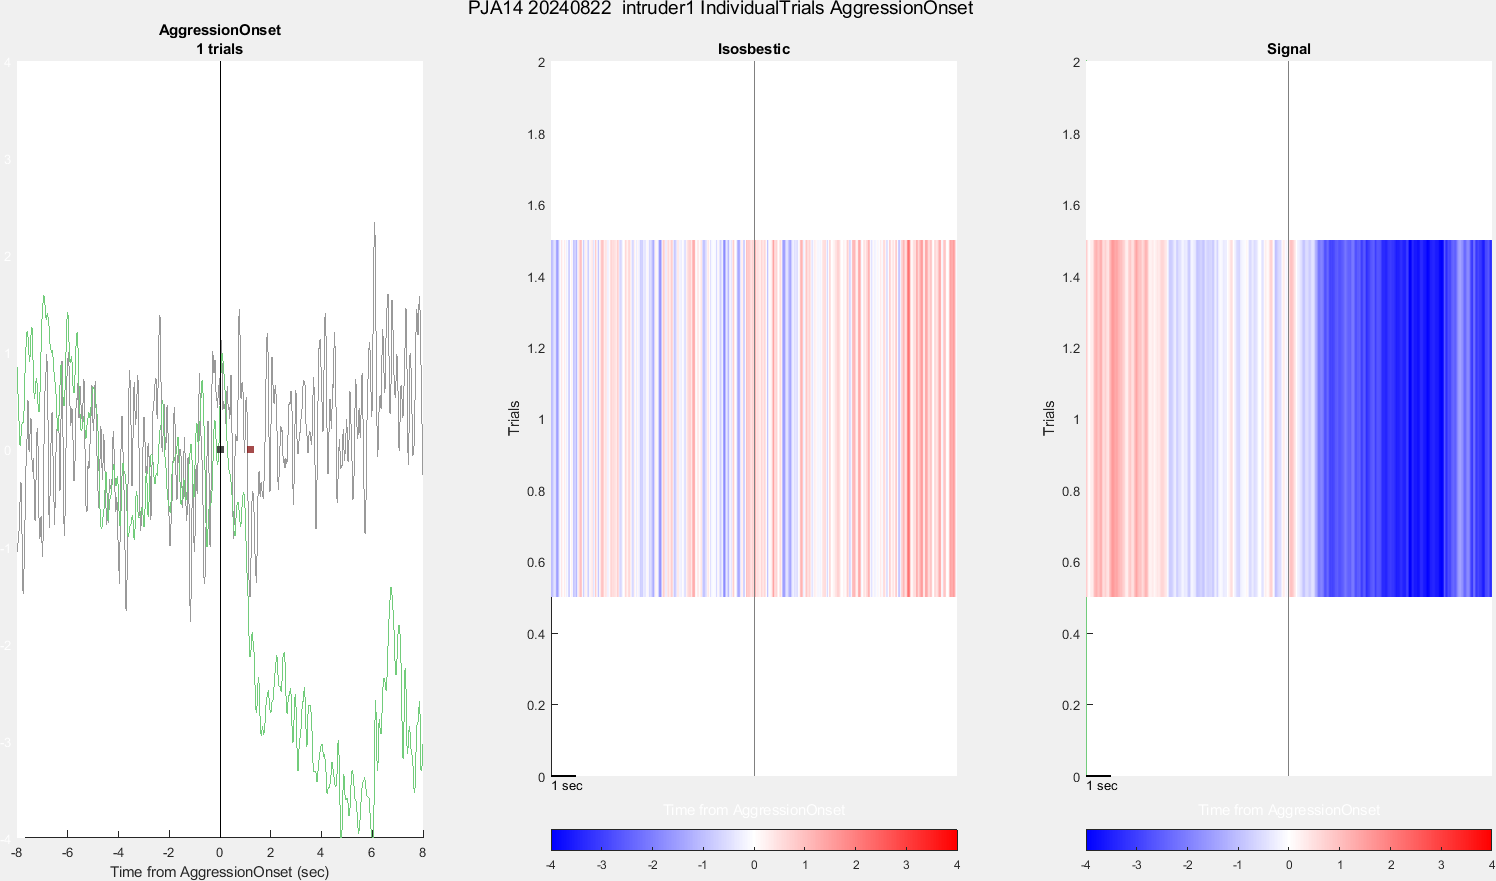 PJA14 20240822  intruder1 IndividualTrials AggressionOnset
AggressionOnset
1 trials
4
3
2
1
0
-1
-2
-3
-4
-8 -6 -4 -2 0 2 4 6 8
Time from AggressionOnset (sec)
Isosbestic
Trials
2
1.8
1.6
1.4
1.2
1
0.8
0.6
0.4
0.2
0
1 sec
Time from AggressionOnset
-4 -3 -2 -1 0 1 2 3 4
Signal
Trials
2
1.8
1.6
1.4
1.2
1
0.8
0.6
0.4
0.2
0
1 sec
Time from AggressionOnset
-4 -3 -2 -1 0 1 2 3 4